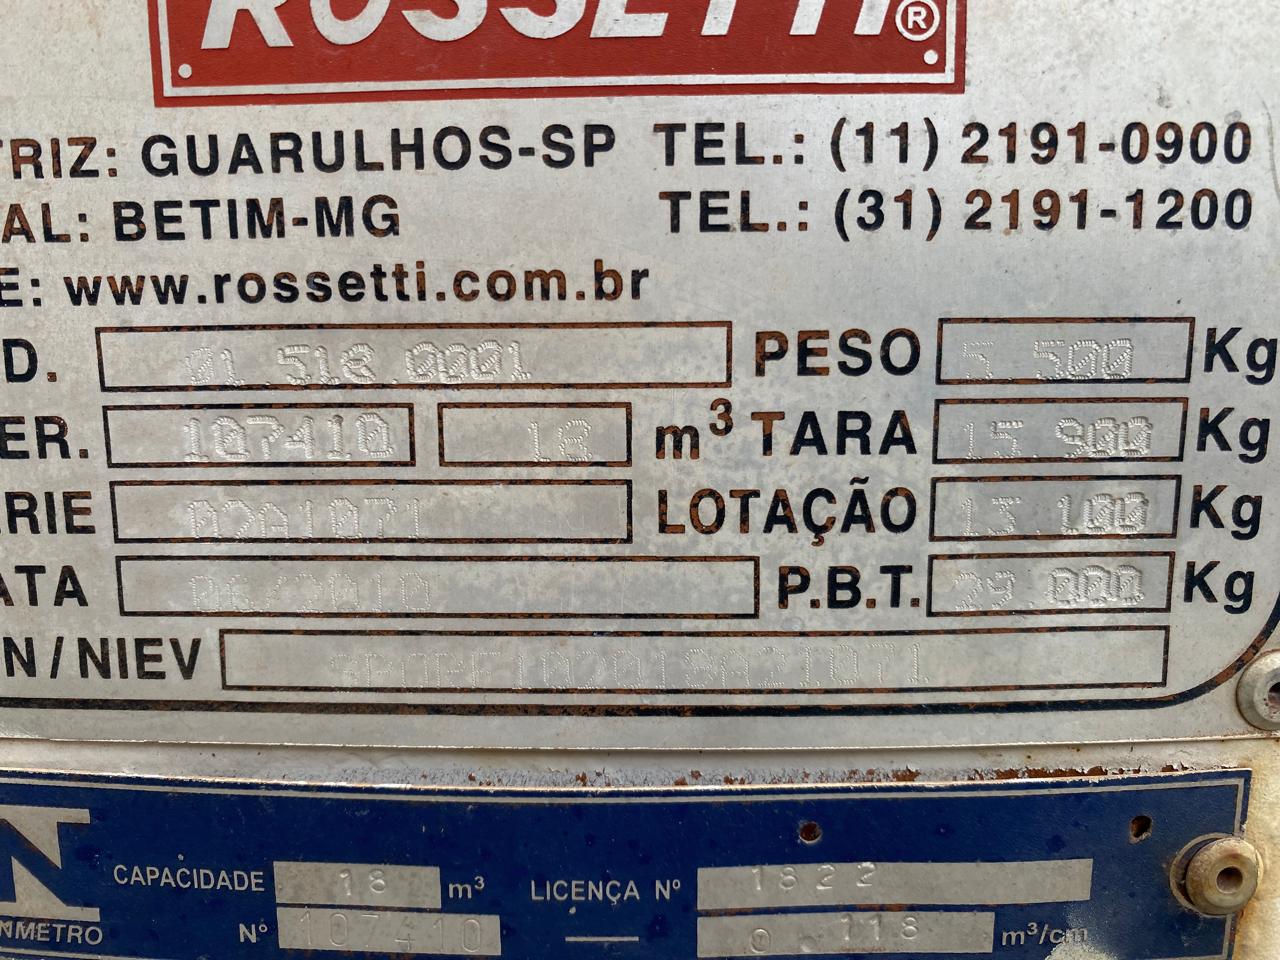 ROSSETTI®
TRIZ: GUARULHOS-SP TEL.: (11) 2191-0900
AL: BETIM-MG TEL.: (31) 2191-1200
E: www.rossetti.com.br
D. 01.518.0001 PESO 5.500 Kg
ER. 107410 18 m³ TARA 15.900 Kg
RIE 02A1071 LOTAÇÃO 13.100 Kg
ATA 06/2010 P.B.T. 29.000 Kg
N/NIEV
CAPACIDADE 18 m³ LICENÇA Nº 1822
NMETRO Nº 107410 — 0.118 m³/cm